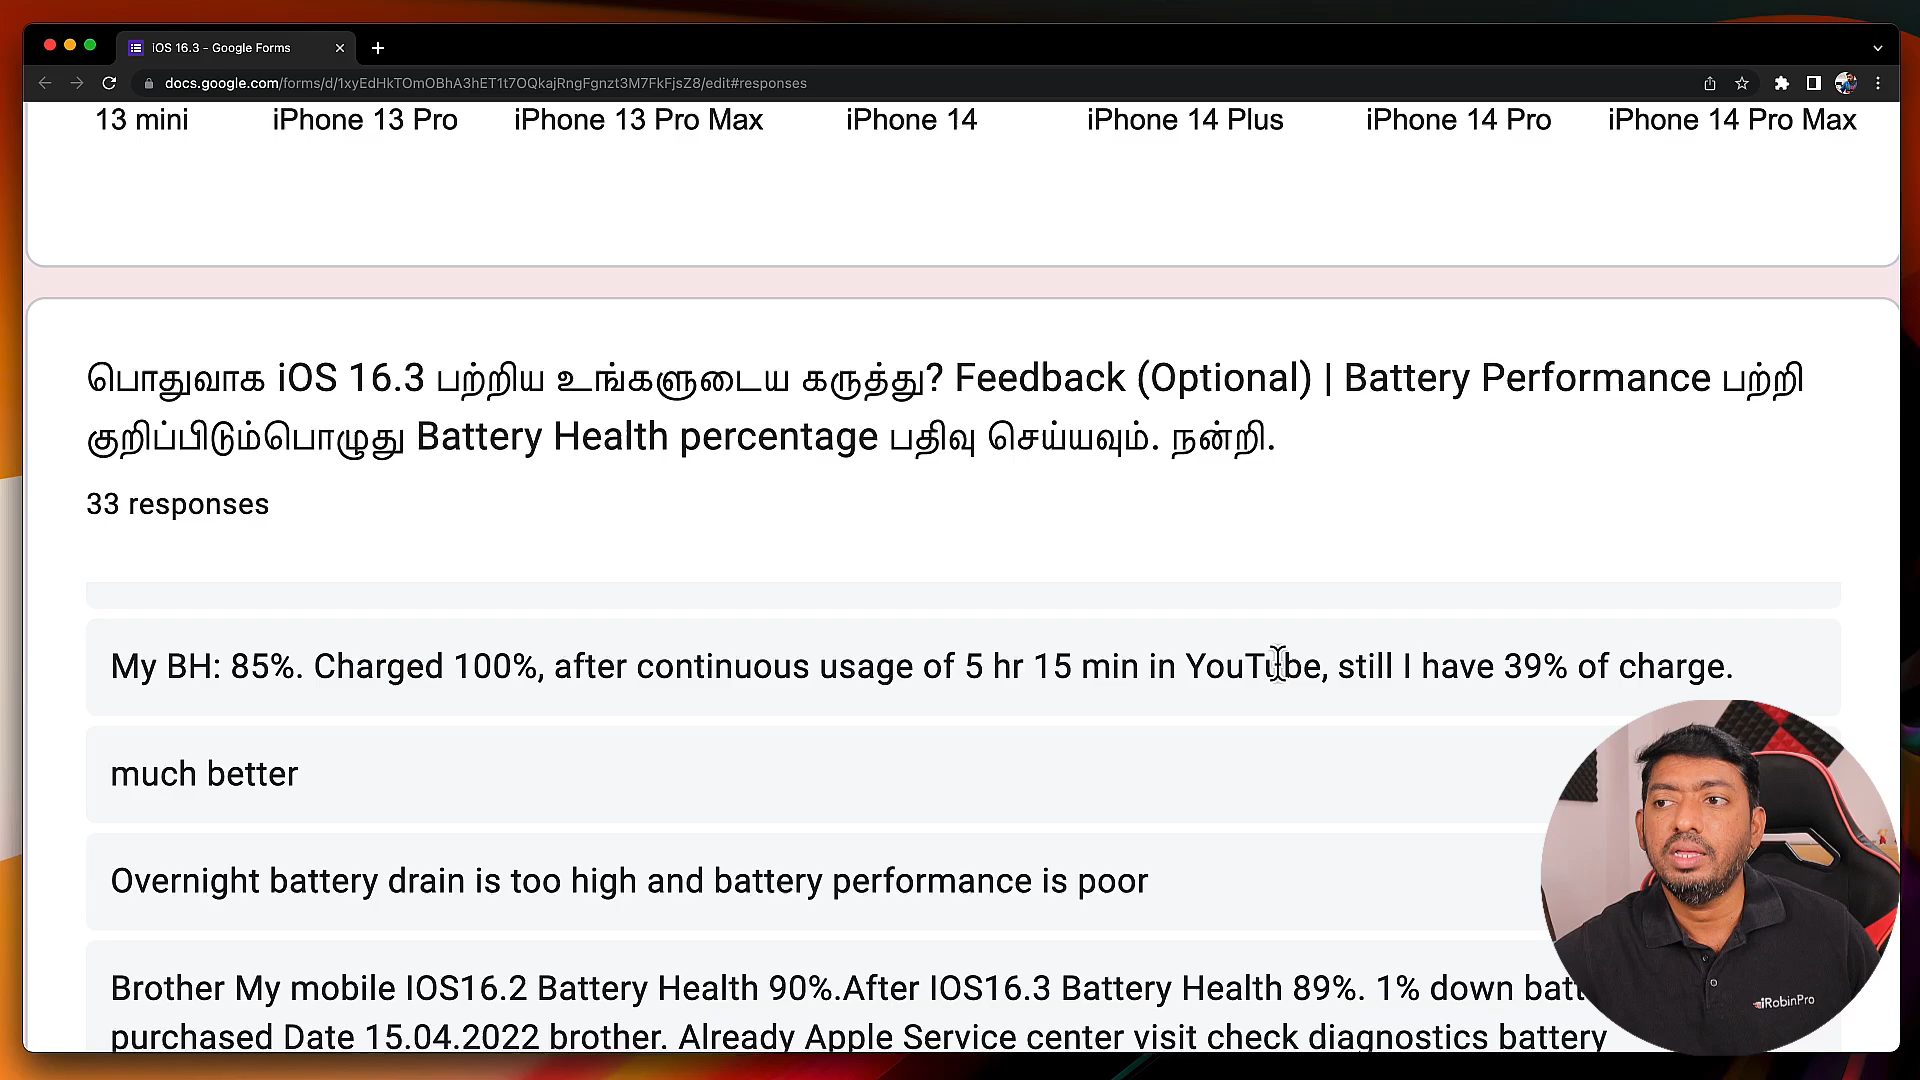 iOS 16.3 - Google Forms
docs.google.com/forms/d/1xyEdHkTOmOBhA3hET1t7OQkajRngFgnzt3M7FkFjsZ8/edit#responses
13 mini iPhone 13 Pro iPhone 13 Pro Max iPhone 14 iPhone 14 Plus iPhone 14 Pro iPhone 14 Pro Max
பொதுவாக iOS 16.3 பற்றிய உங்களுடைய கருத்து? Feedback (Optional) | Battery Performance பற்றி
குறிப்பிடும்பொழுது Battery Health percentage பதிவு செய்யவும். நன்றி.
33 responses
My BH: 85%. Charged 100%, after continuous usage of 5 hr 15 min in YouTube, still I have 39% of charge.
much better
Overnight battery drain is too high and battery performance is poor
Brother My mobile IOS16.2 Battery Health 90%.After IOS16.3 Battery Health 89%. 1% down batt
purchased Date 15.04.2022 brother. Already Apple Service center visit check diagnostics battery
iRobinPro